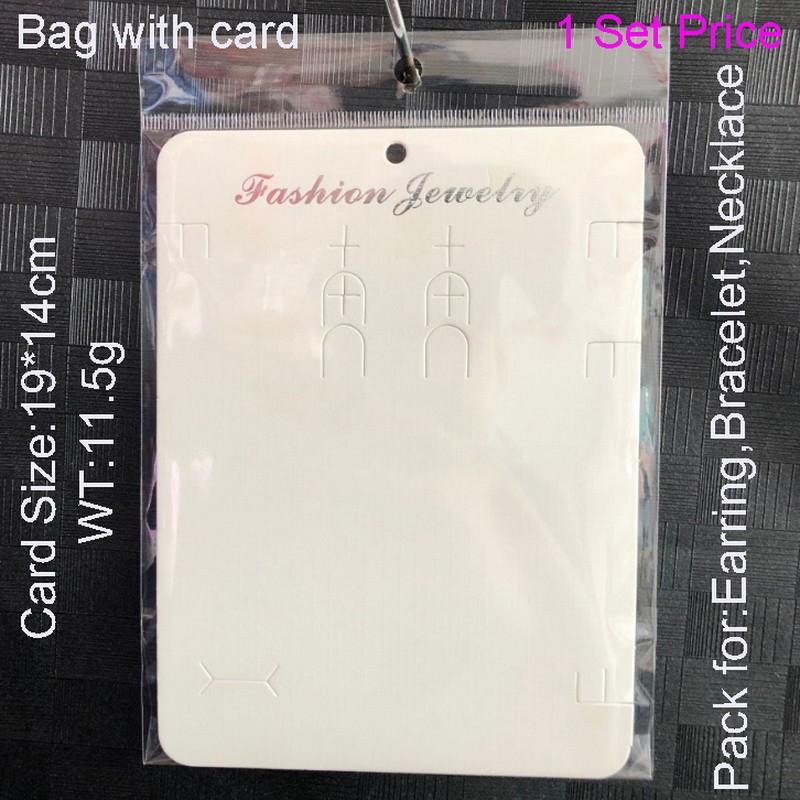 Bag with card
1 Set Price
Fashion Jewelry
Card Size:19*14cm
WT:11.5g
Pack for:Earring,Bracelet,Necklace